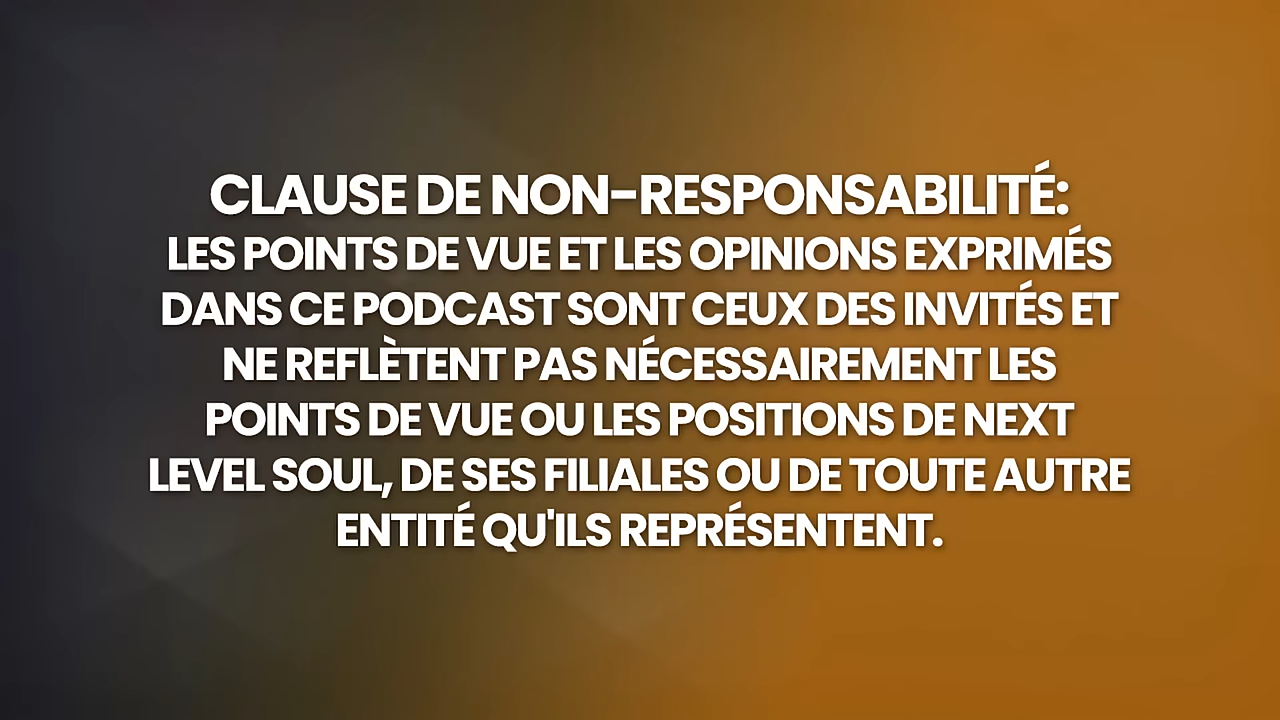 CLAUSE DE NON-RESPONSABILITÉ:
LES POINTS DE VUE ET LES OPINIONS EXPRIMÉS
DANS CE PODCAST SONT CEUX DES INVITÉS ET
NE REFLÈTENT PAS NÉCESSAIREMENT LES
POINTS DE VUE OU LES POSITIONS DE NEXT
LEVEL SOUL, DE SES FILIALES OU DE TOUTE AUTRE
ENTITÉ QU'ILS REPRÉSENTENT.